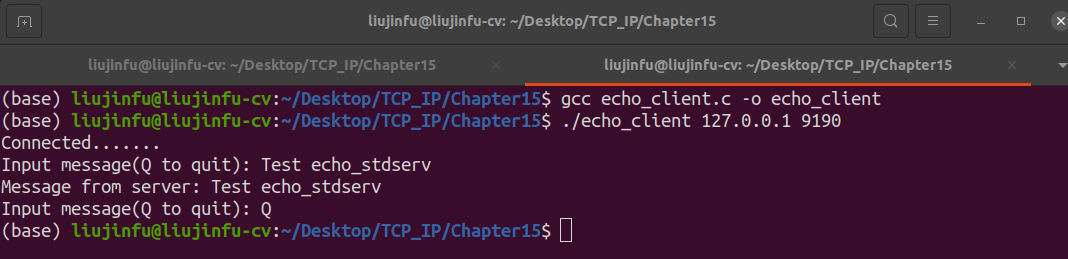 liujinfu@liujinfu-cv: ~/Desktop/TCP_IP/Chapter15
liujinfu@liujinfu-cv: ~/Desktop/TCP_IP/Chapter15
liujinfu@liujinfu-cv: ~/Desktop/TCP_IP/Chapter15
(base) liujinfu@liujinfu-cv:~/Desktop/TCP_IP/Chapter15$ gcc echo_client.c -o echo_client
(base) liujinfu@liujinfu-cv:~/Desktop/TCP_IP/Chapter15$ ./echo_client 127.0.0.1 9190
Connected.......
Input message(Q to quit): Test echo_stdserv
Message from server: Test echo_stdserv
Input message(Q to quit): Q
(base) liujinfu@liujinfu-cv:~/Desktop/TCP_IP/Chapter15$